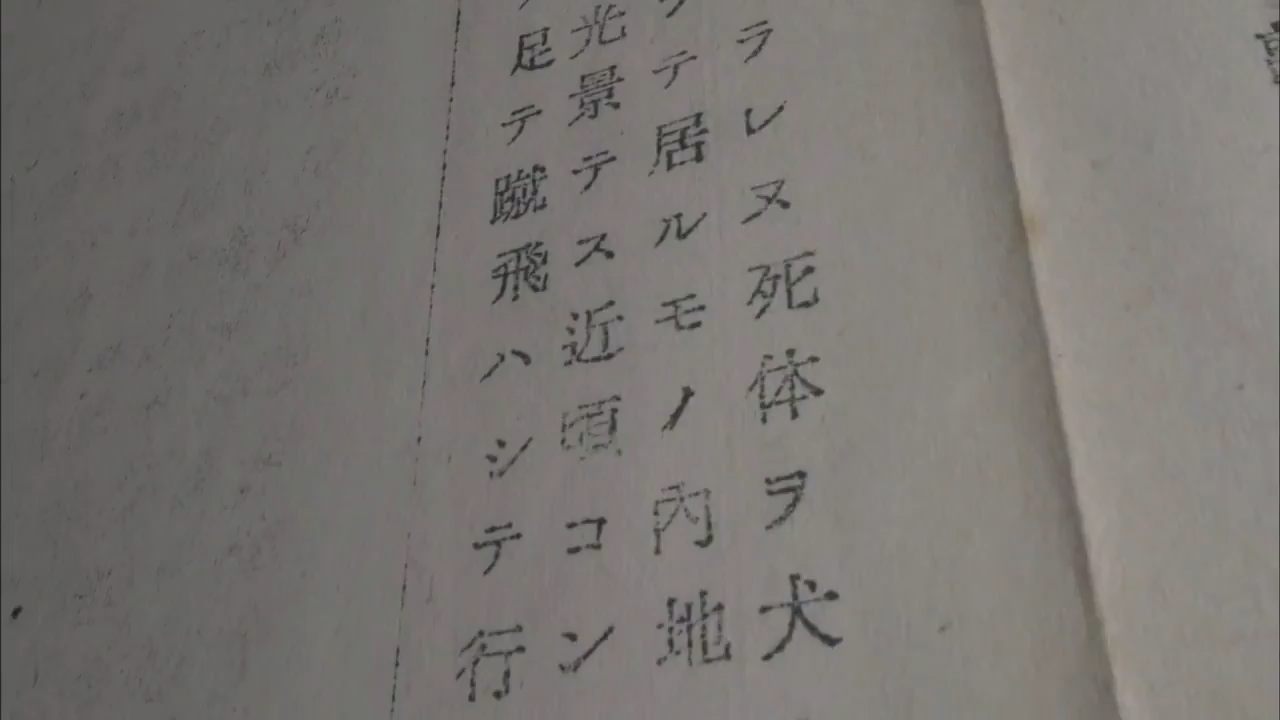 ラレヌ死体ヲ犬
テ居ルモノ內地
光景テス近頃コン
足テ蹴飛ハシテ行